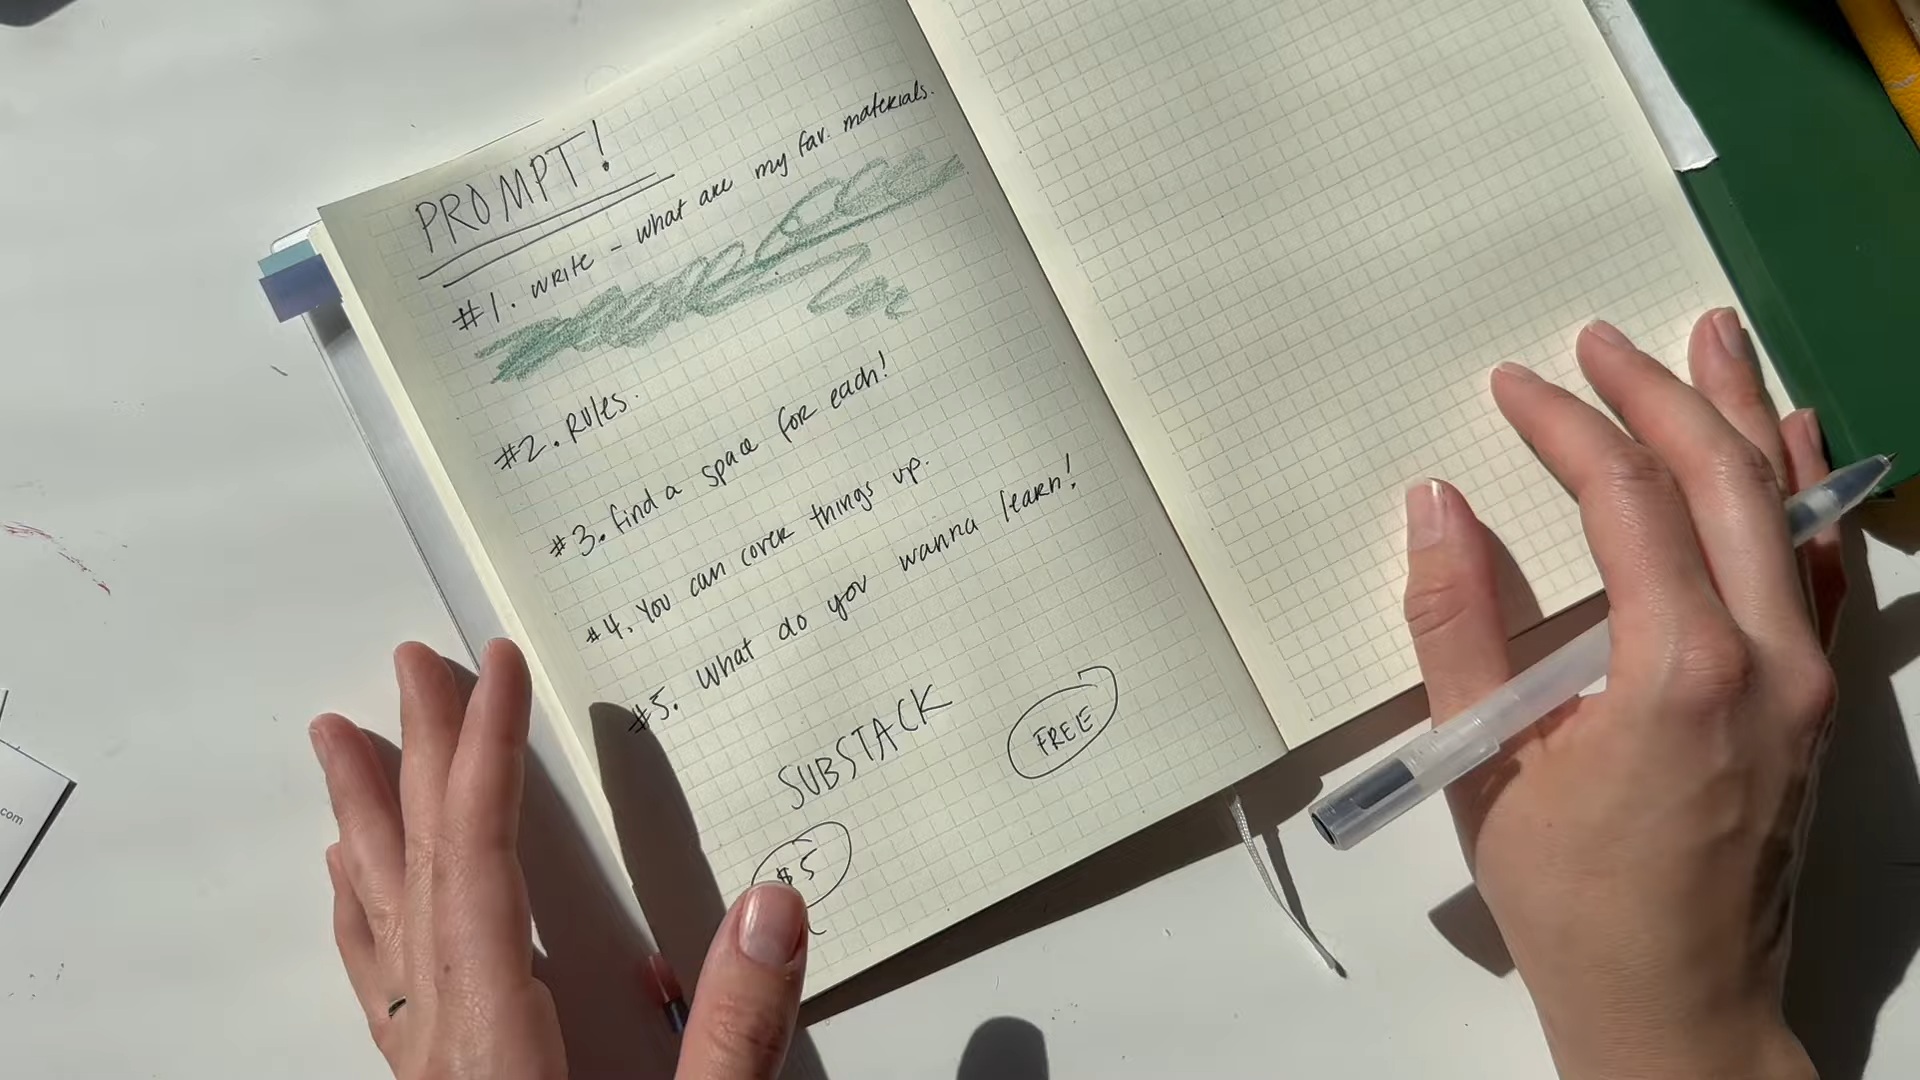 PROMPT!
#1. write - what are my fav. materials.
#2. Rules.
#3. find a space for each!
#4. You can cover things up.
#5. What do you wanna learn!
SUBSTACK
FREE
$5
com